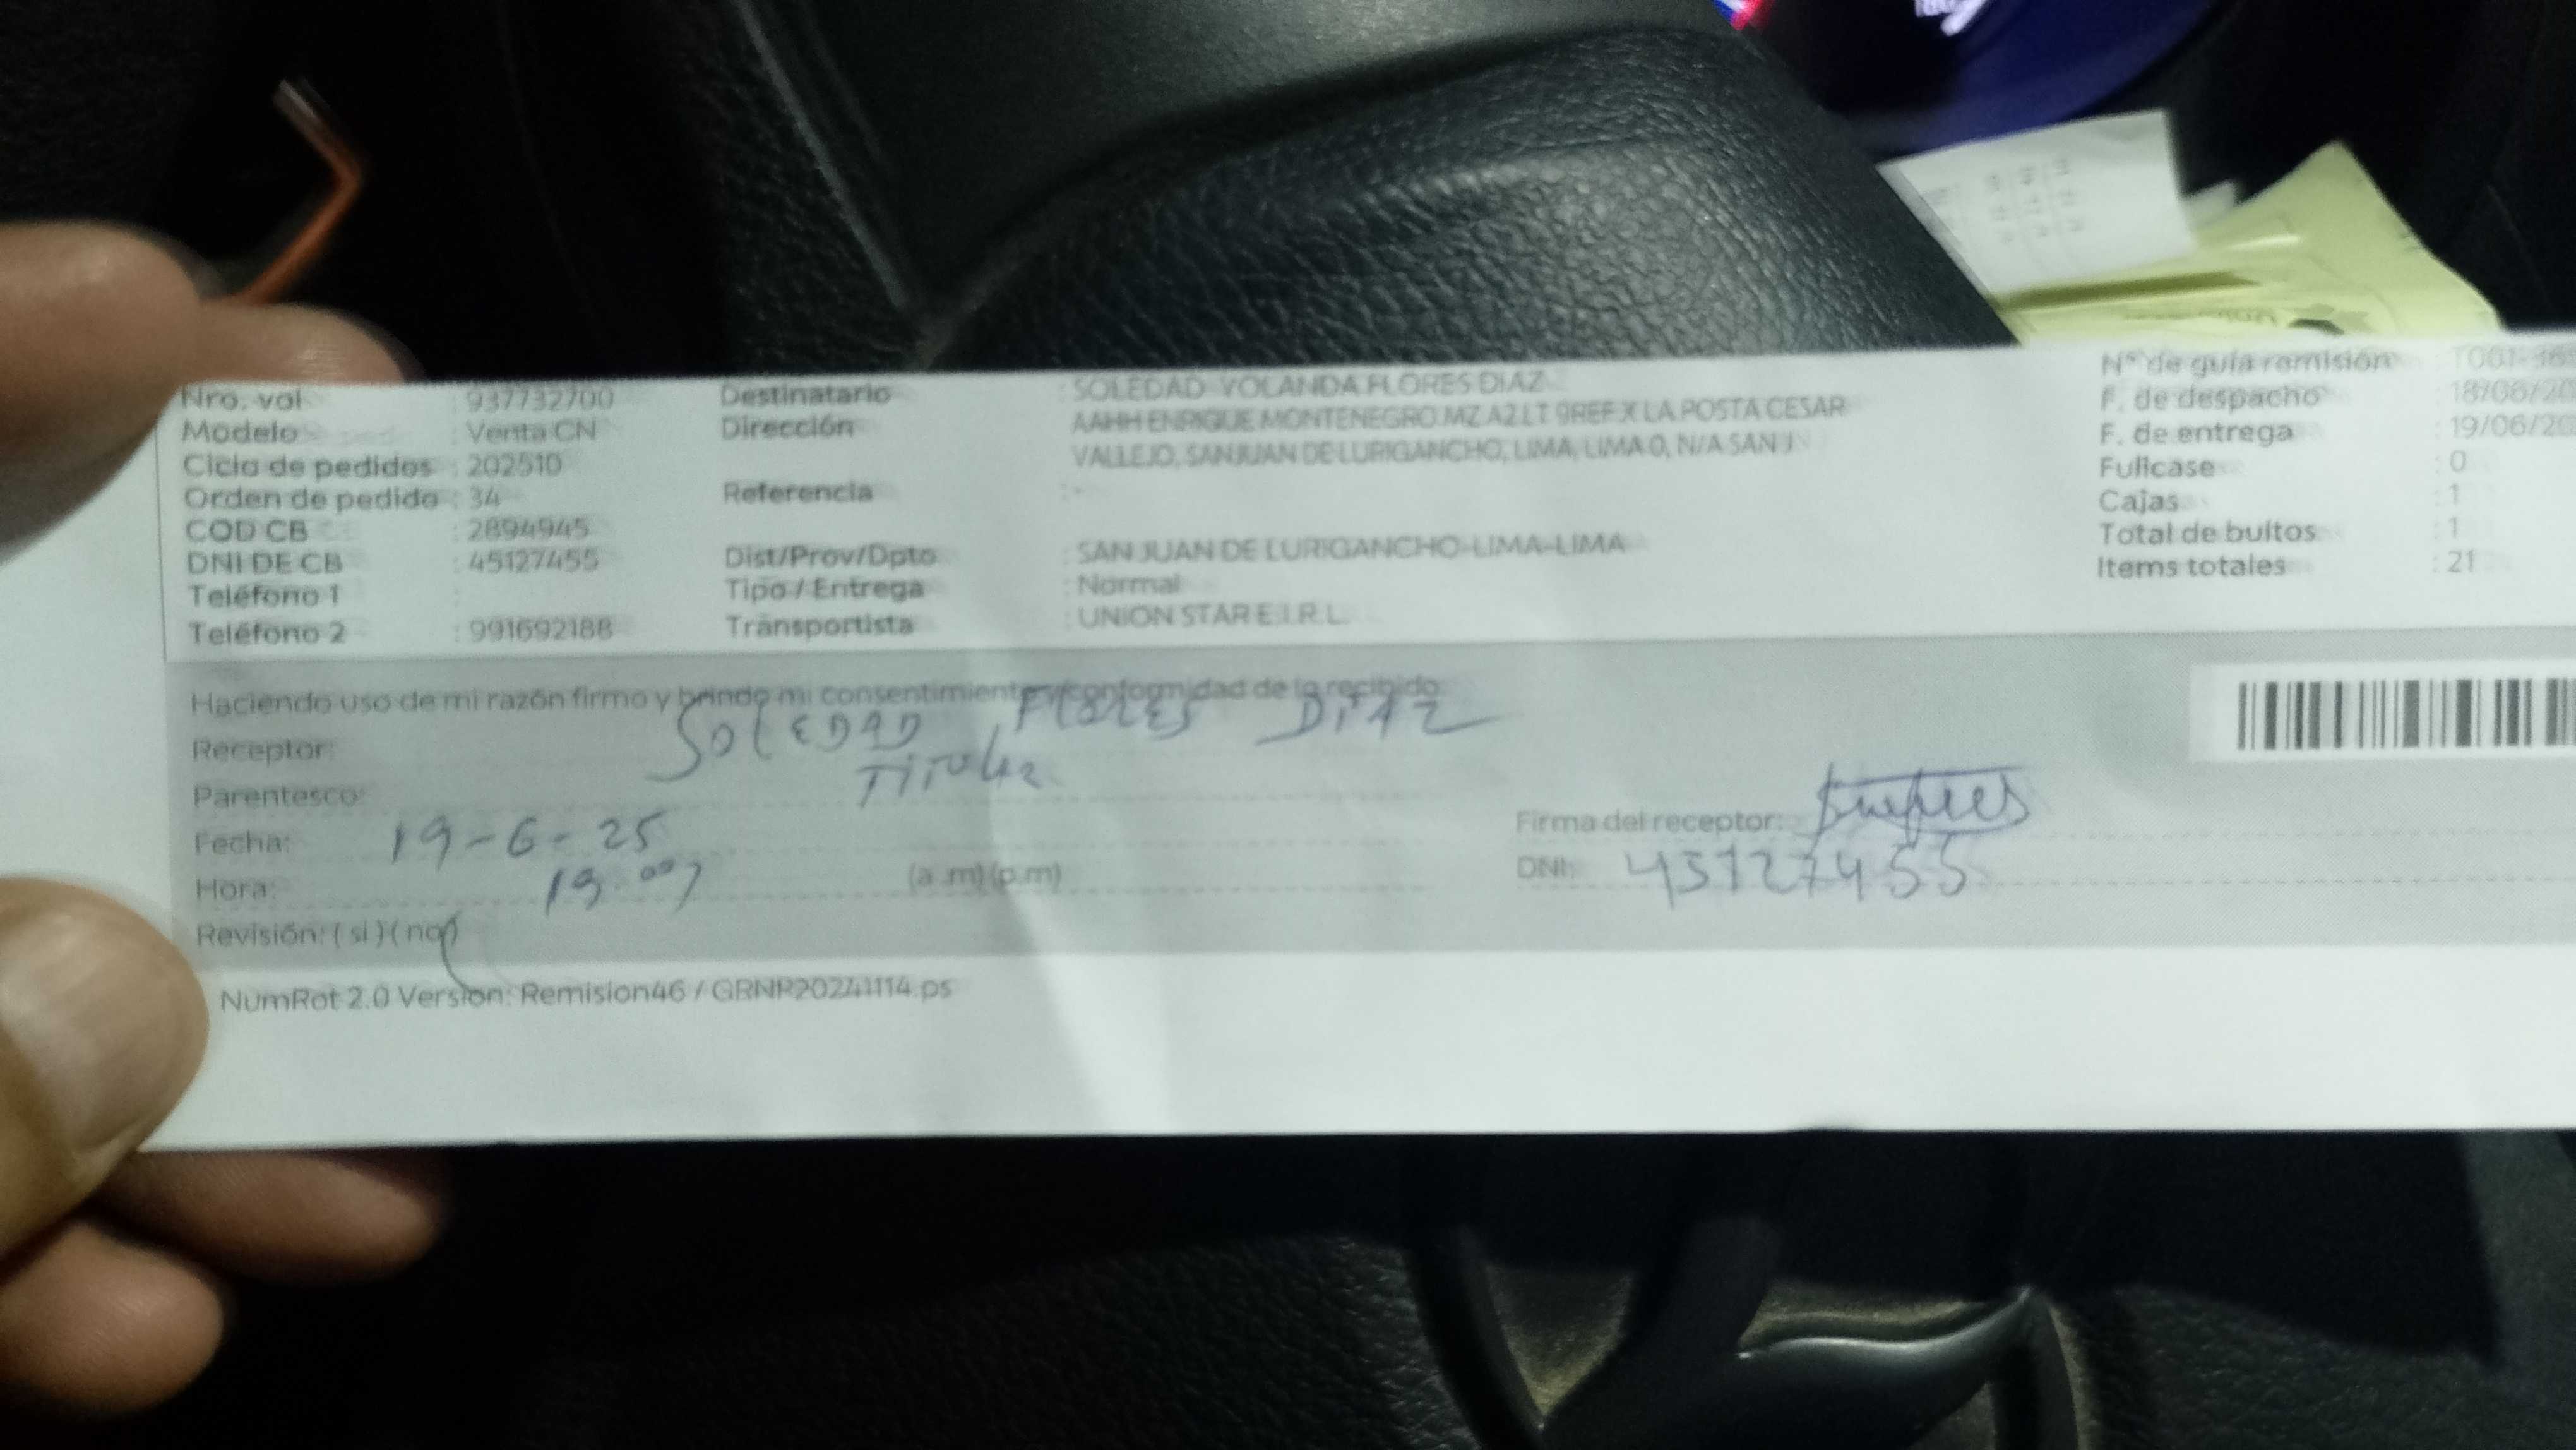 Nro. vol : 937732700
Modelo : Venta CN
Ciclo de pedidos : 202510
Orden de pedido : 34
COD CB : 2894945
DNI DE CB : 45127455
Teléfono 1 :
Teléfono 2 : 991692188
Destinatario : SOLEDAD YOLANDA FLORES DIAZ
Dirección : AAHH ENRIQUE MONTENEGRO MZ A2 LT 9REF X LA POSTA CESAR
VALLEJO, SAN JUAN DE LURIGANCHO, LIMA, LIMA 0, N/A SAN J
Referencia : -
Dist/Prov/Dpto : SAN JUAN DE LURIGANCHO-LIMA-LIMA
Tipo / Entrega : Normal
Transportista : UNION STAR E.I.R.L.
N° de guía remisión : T001-36
F. de despacho : 18/06/20
F. de entrega : 19/06/20
Fullcase : 0
Cajas : 1
Total de bultos : 1
Items totales : 21
Haciendo uso de mi razón firmo y brindo mi consentimiento y conformidad de lo recibido
Receptor: SOLEDAD FLORES DIAZ
Parentesco: TITULAR
Fecha: 19-6-25
Hora: (a.m) (p.m)
Revisión: ( si ) ( no )
Firma del receptor:
DNI: 45127455
NumRot 2.0 Version: Remision46 / GRNP20241114.ps